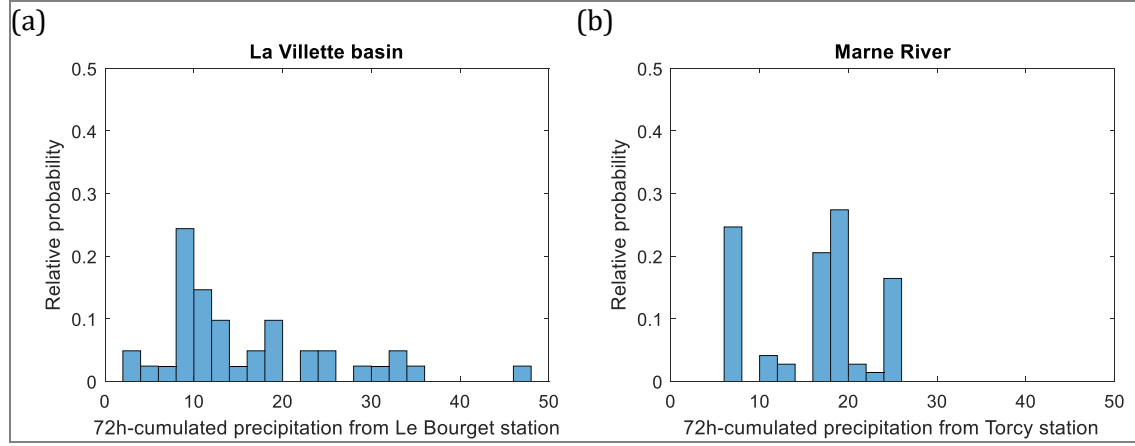 (a)
La Villette basin
0.5
0.4
0.3
0.2
0.1
0
Relative probability
0 10 20 30 40 50
72h-cumulated precipitation from Le Bourget station
(b)
Marne River
0.5
0.4
0.3
0.2
0.1
0
Relative probability
0 10 20 30 40 50
72h-cumulated precipitation from Torcy station